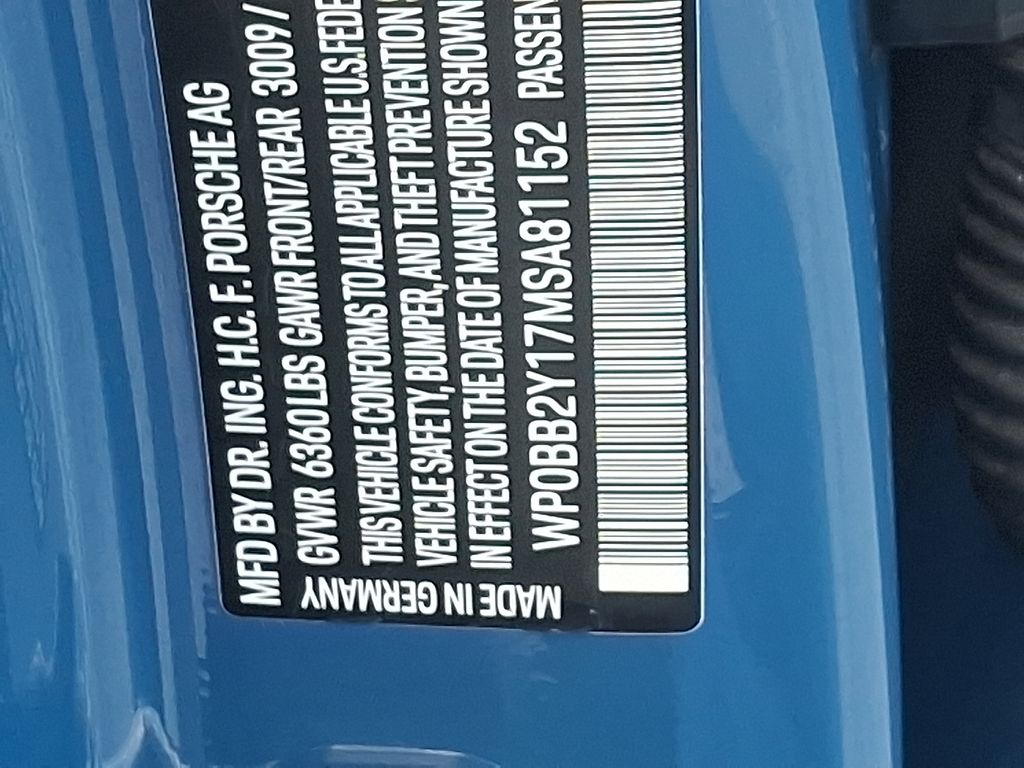 MFD BY DR. ING. H.C. F. PORSCHE AG
GVWR 6360 LBS GAWR FRONT/REAR 3009/
THIS VEHICLE CONFORMS TO ALL APPLICABLE U.S. FEDE
VEHICLE SAFETY, BUMPER, AND THEFT PREVENTION S
IN EFFECT ON THE DATE OF MANUFACTURE SHOWN
WP0BB2Y17MSA81152 PASSEN
MADE IN GERMANY